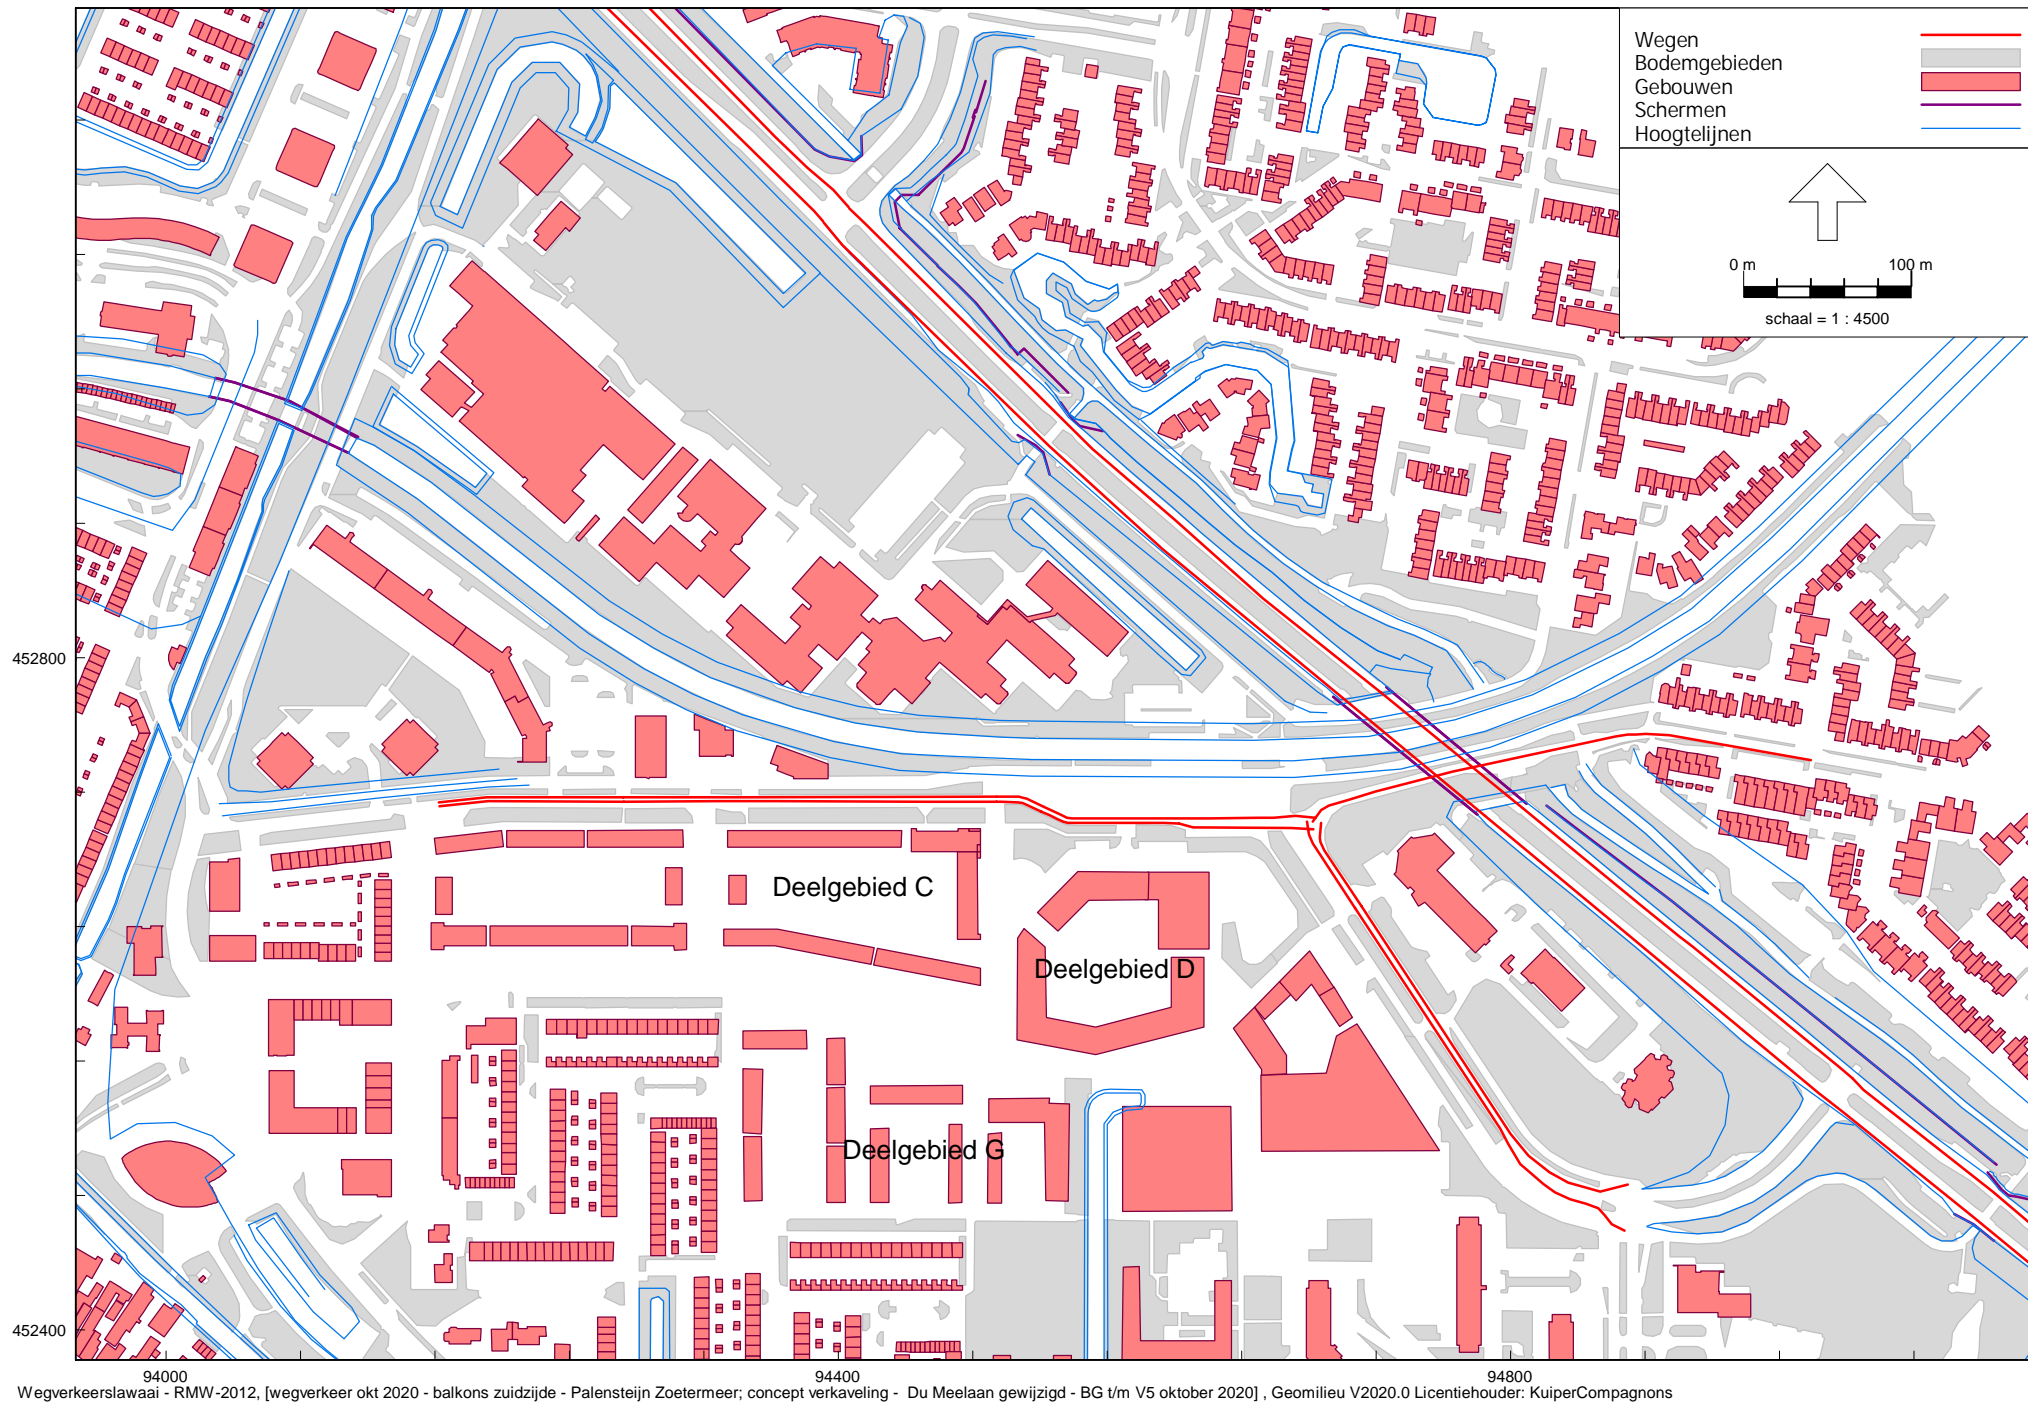 Wegen
Bodemgebieden
Gebouwen
Schermen
Hoogtelijnen
0 m 100 m
schaal = 1 : 4500
452800
Deelgebied C
Deelgebied D
Deelgebied G
452400
94000 94400 94800
Wegverkeerslawaai - RMW-2012, [wegverkeer okt 2020 - balkons zuidzijde - Palensteijn Zoetermeer; concept verkaveling - Du Meelaan gewijzigd - BG t/m V5 oktober 2020] , Geomilieu V2020.0 Licentiehouder: KuiperCompagnons